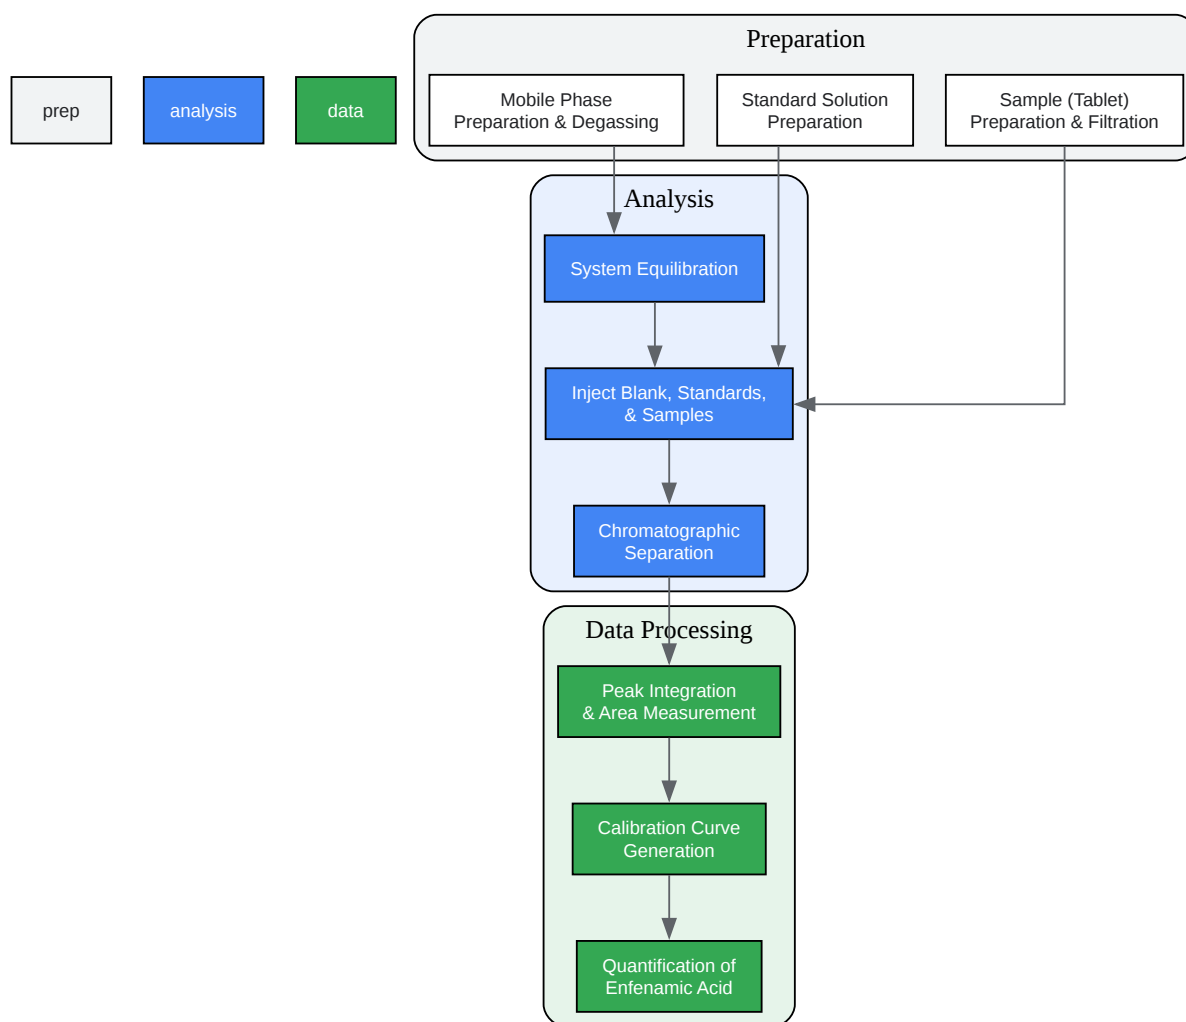 Preparation
prep
analysis
data
Mobile Phase
Preparation & Degassing
Standard Solution
Preparation
Sample (Tablet)
Preparation & Filtration
Analysis
System Equilibration
Inject Blank, Standards,
& Samples
Chromatographic
Separation
Data Processing
Peak Integration
& Area Measurement
Calibration Curve
Generation
Quantification of
Enfenamic Acid